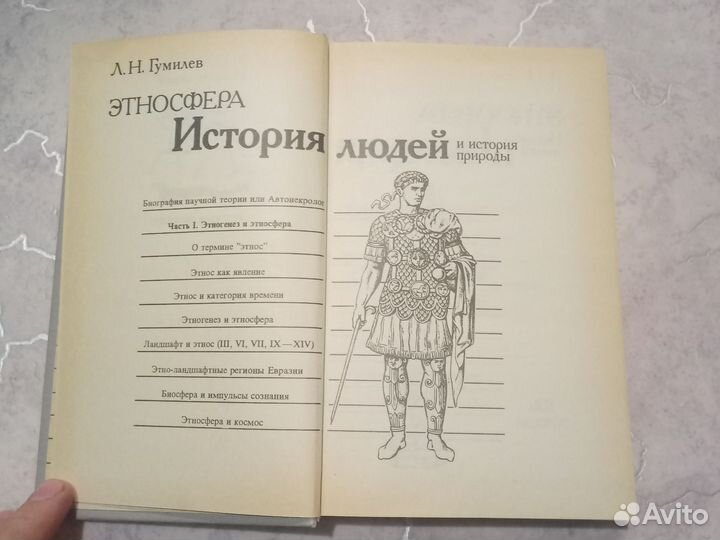 Л. Н. Гумилев
ЭТНОСФЕРА
История людей и история природы
Биография научной теории или Автонекролог
Часть I. Этногенез и этносфера
О термине "этнос"
Этнос как явление
Этнос и категория времени
Этногенез и этносфера
Ландшафт и этнос (III, VI, VII, IX—XIV)
Этно-ландшафтные регионы Евразии
Биосфера и импульсы сознания
Этносфера и космос
Avito